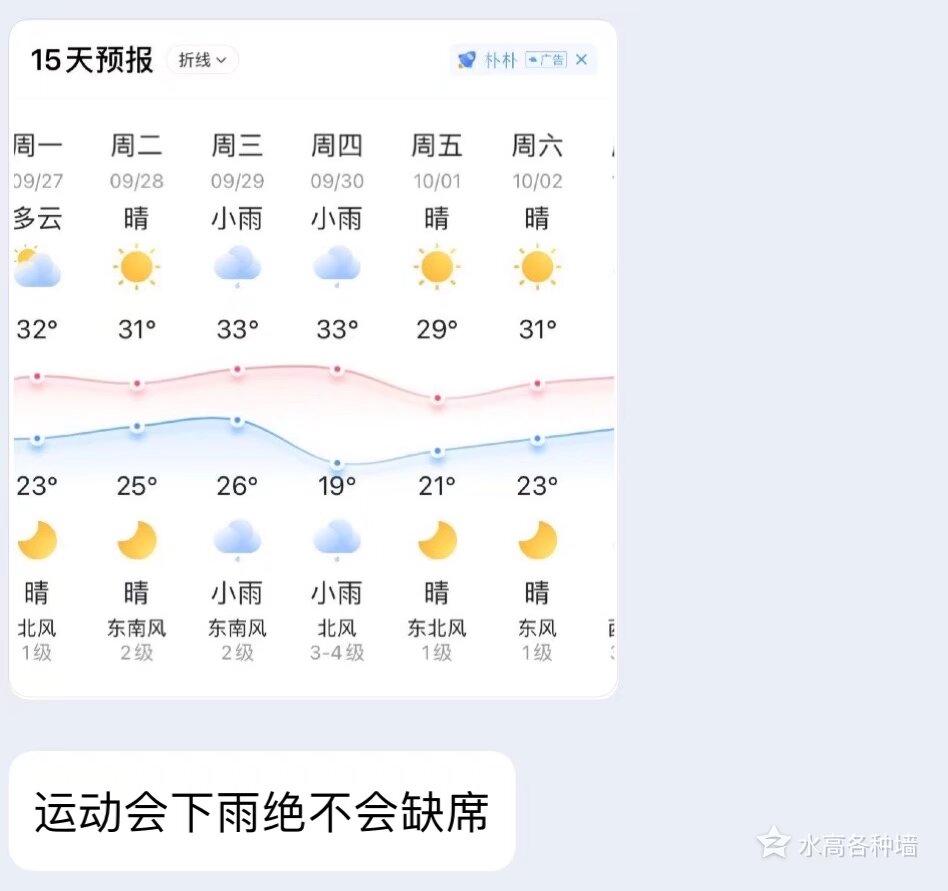 15天预报 折线 朴朴 广告
周一 周二 周三 周四 周五 周六
09/27 09/28 09/29 09/30 10/01 10/02
多云 晴 小雨 小雨 晴 晴
32° 31° 33° 33° 29° 31°
23° 25° 26° 19° 21° 23°
晴 晴 小雨 小雨 晴 晴
北风 东南风 东南风 北风 东北风 东风
1级 2级 2级 3-4级 1级 1级
运动会下雨绝不会缺席
水高各种墙